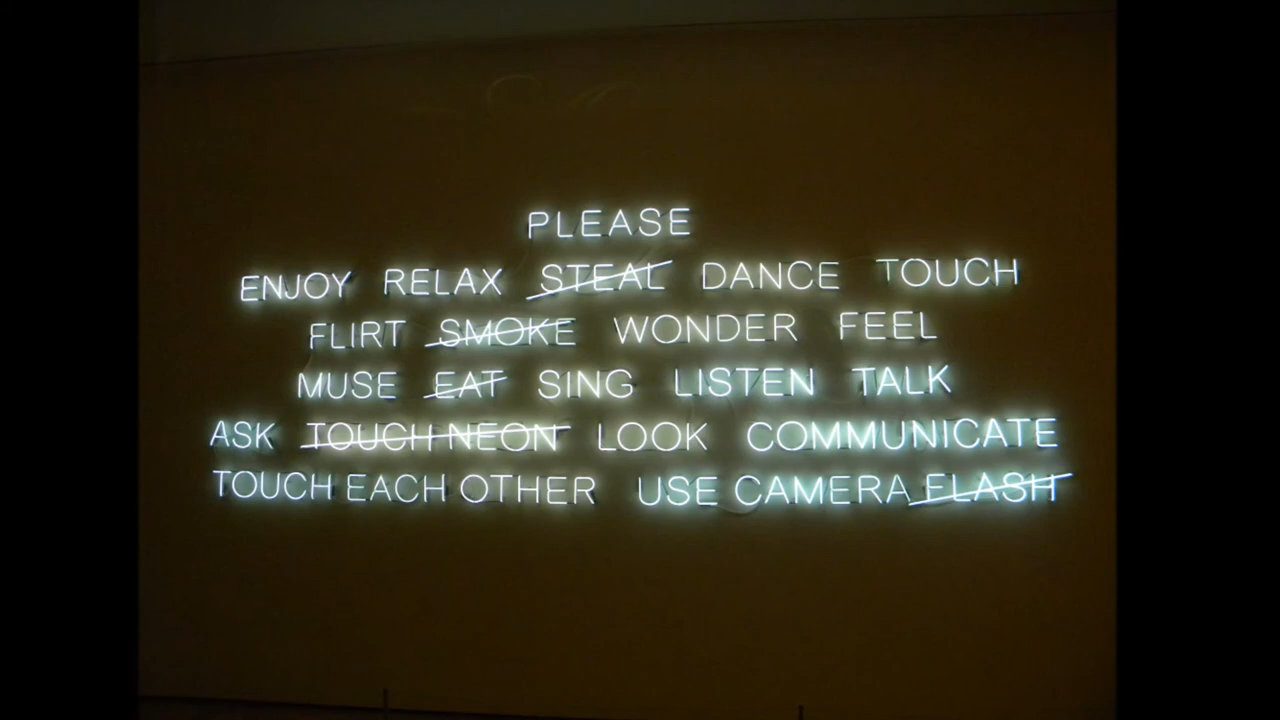 PLEASE
ENJOY RELAX STEAL DANCE TOUCH
FLIRT SMOKE WONDER FEEL
MUSE EAT SING LISTEN TALK
ASK TOUCH NEON LOOK COMMUNICATE
TOUCH EACH OTHER USE CAMERA FLASH